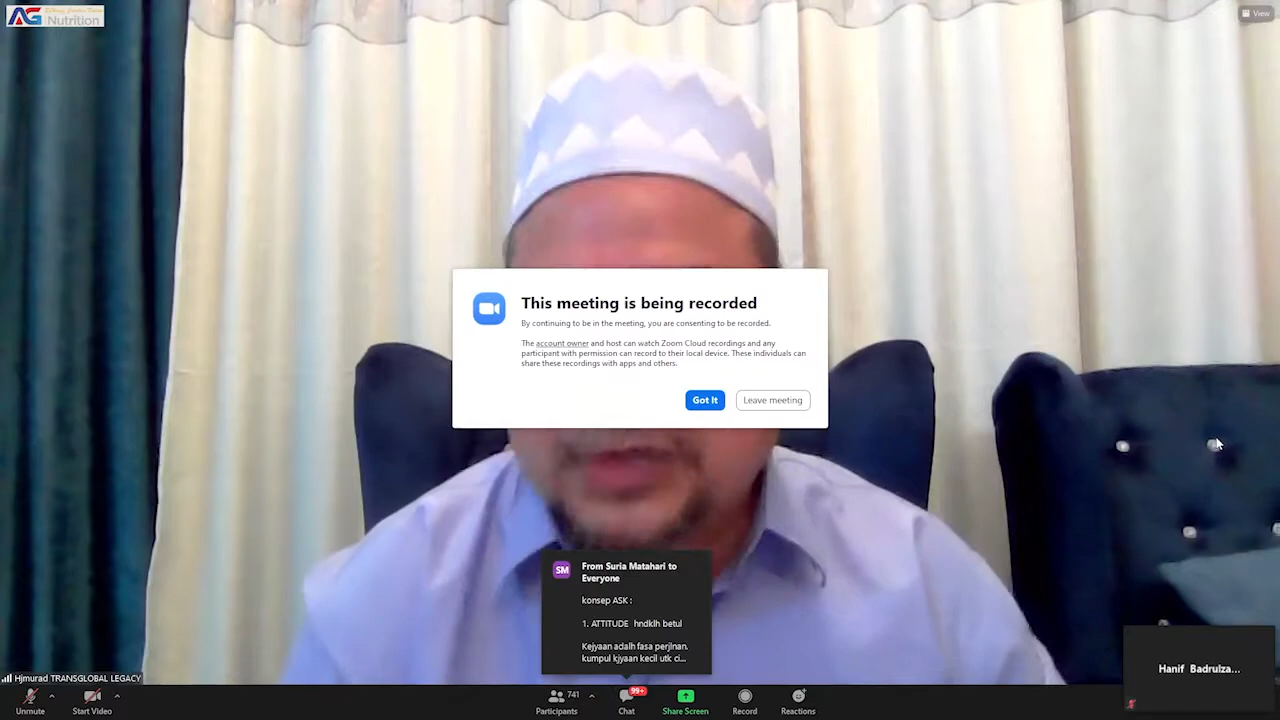 AG
Nutrition
View
This meeting is being recorded
By continuing to be in the meeting, you are consenting to be recorded.
The account owner and host can watch Zoom Cloud recordings and any
participant with permission can record to their local device. These individuals can
share these recordings with apps and others.
Got It
Leave meeting
SM
From Suria Matahari to
Everyone
konsep ASK :
1. ATTITUDE hndklh betul
Kejyaan adalh fasa perjlnan.
kumpul kjyaan kecil utk ci...
Hanif Badrulza...
Hjmurad TRANSGLOBAL LEGACY
Unmute
Start Video
741
Participants
99+
Chat
Share Screen
Record
Reactions